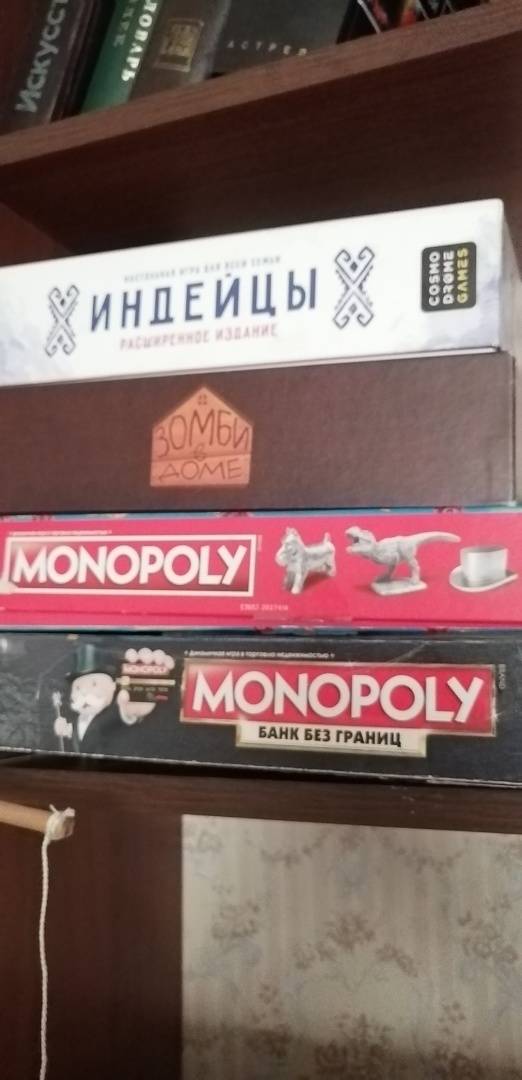 Искусст
ЛОВАРЬ
АСТРЕЛ
НАСТОЛЬНАЯ ИГРА ДЛЯ ВСЕЙ СЕМЬИ
ИНДЕЙЦЫ
РАСШИРЕННОЕ ИЗДАНИЕ
COSMO
DROME
GAMES
ЗОМБИ
в
ДОМЕ
MONOPOLY
MONOPOLY
MONOPOLY
БАНК БЕЗ ГРАНИЦ